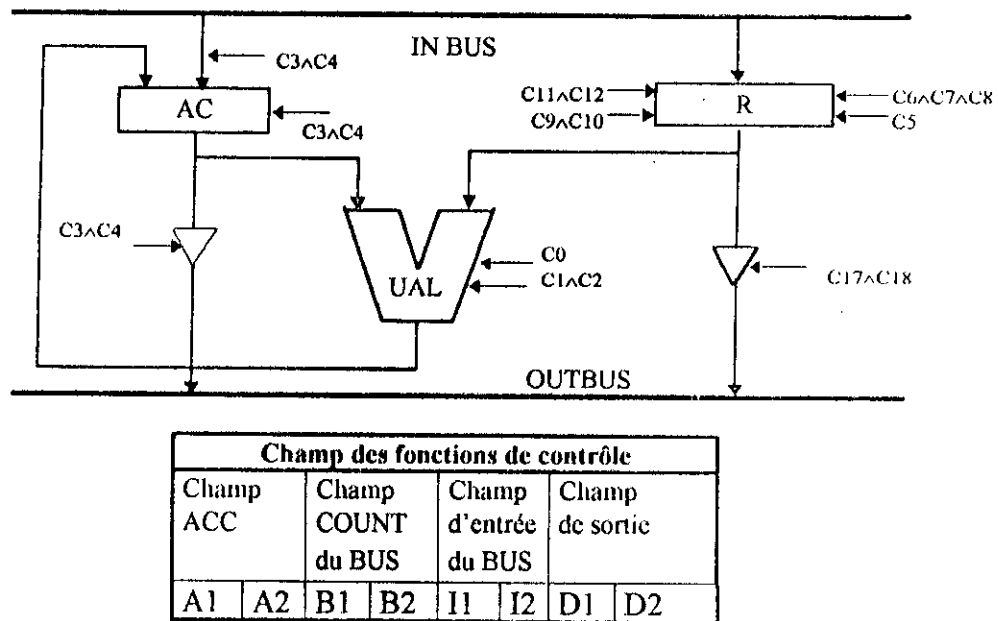 IN BUS
C3∧C4
AC
C3∧C4
C11∧C12
C9∧C10
R
C6∧C7∧C8
C5
C3∧C4
UAL
C0
C1∧C2
C17∧C18
OUTBUS
Champ des fonctions de contrôle
Champ ACC
Champ COUNT du BUS
Champ d'entrée du BUS
Champ de sortie
A1 A2 B1 B2 I1 I2 D1 D2